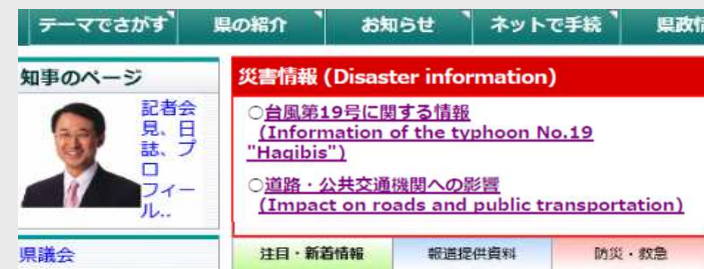 テーマでさがす 県の紹介 お知らせ ネットで手続 県政情
知事のページ
記者会
見、日
誌、プ
ロ
フィー
ル..
県議会
災害情報 (Disaster information)
○台風第19号に関する情報
(Information of the typhoon No.19
"Hagibis")
○道路・公共交通機関への影響
(Impact on roads and public transportation)
注目・新着情報 報道提供資料 防災・救急